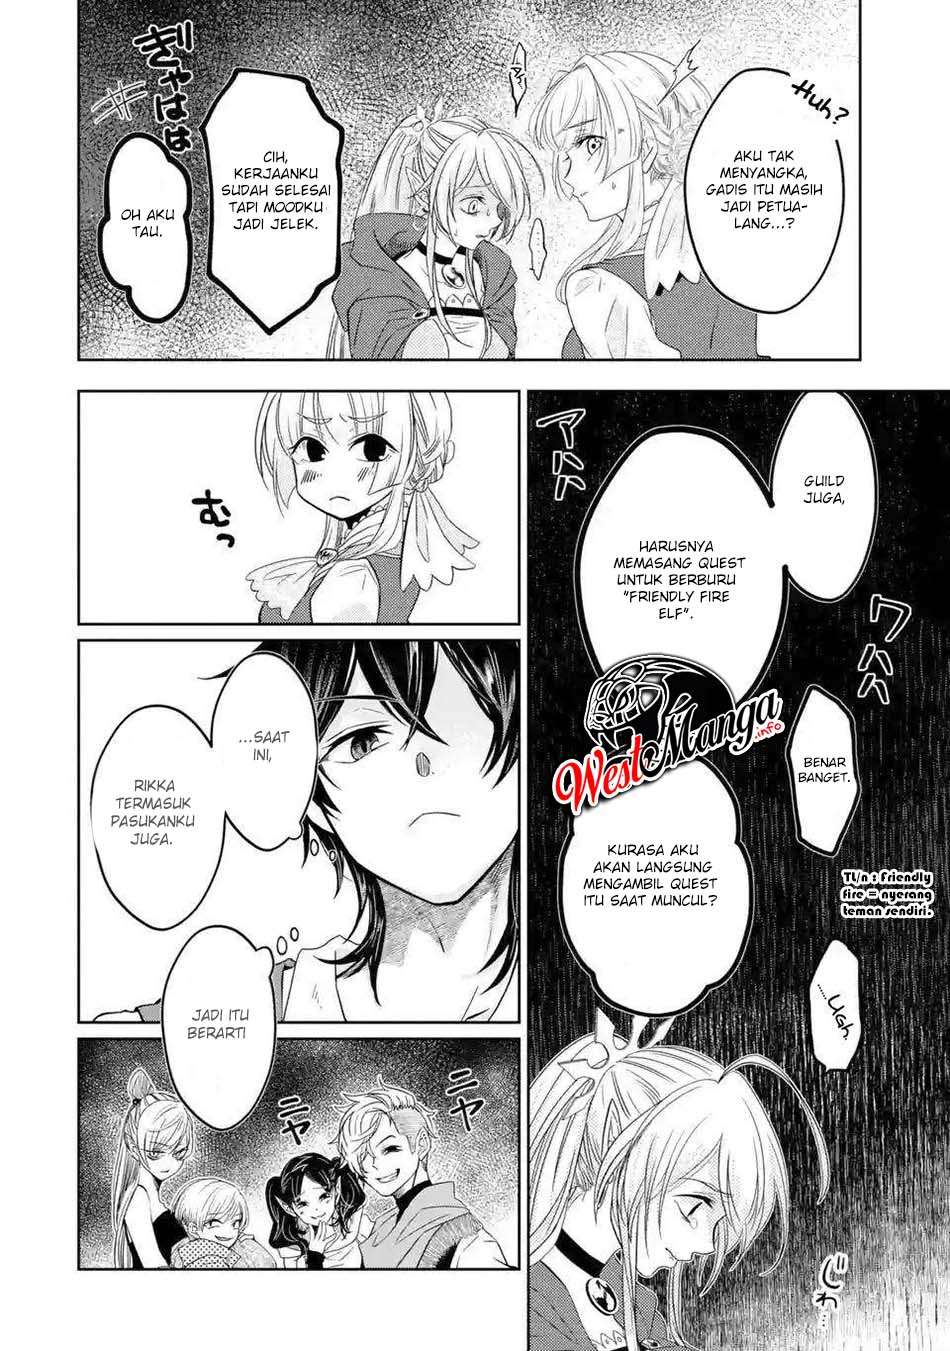 Huh?
AKU TAK
MENYANGKA,
GADIS ITU MASIH
JADI PETUA-
LANG...?
CIH,
KERJAANKU
SUDAH SELESAI
TAPI MOODKU
JADI JELEK.
OH AKU
TAU.
ぎゃはは
GUILD
JUGA,
HARUSNYA
MEMASANG QUEST
UNTUK BERBURU
"FRIENDLY FIRE
ELF".
アハハ
ワハハ
BENAR
BANGET.
KURASA AKU
AKAN LANGSUNG
MENGAMBIL QUEST
ITU SAAT MUNCUL?
WestManga
.info
TL/n : Friendly
fire = nyerang
teman sendiri.
......Ugh
じわ...
むっ
...SAAT
INI,
RIKKA
TERMASUK
PASUKANKU
JUGA.
JADI ITU
BERARTI
ニヤ
ニヤ